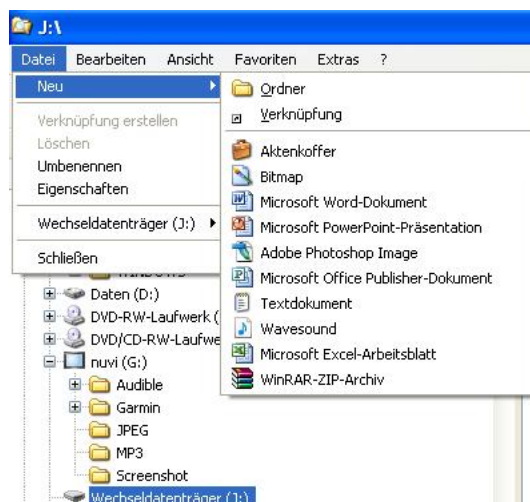 J:\
Datei Bearbeiten Ansicht Favoriten Extras ?
Neu
Verknüpfung erstellen
Löschen
Umbenennen
Eigenschaften
Wechseldatenträger (J:)
Schließen
Ordner
Verknüpfung
Aktenkoffer
Bitmap
Microsoft Word-Dokument
Microsoft PowerPoint-Präsentation
Adobe Photoshop Image
Microsoft Office Publisher-Dokument
Textdokument
Wavesound
Microsoft Excel-Arbeitsblatt
WinRAR-ZIP-Archiv
Daten (D:)
DVD-RW-Laufwerk (
DVD/CD-RW-Laufwe
nuvi (G:)
Audible
Garmin
JPEG
MP3
Screenshot
Wechseldatenträger (J:)